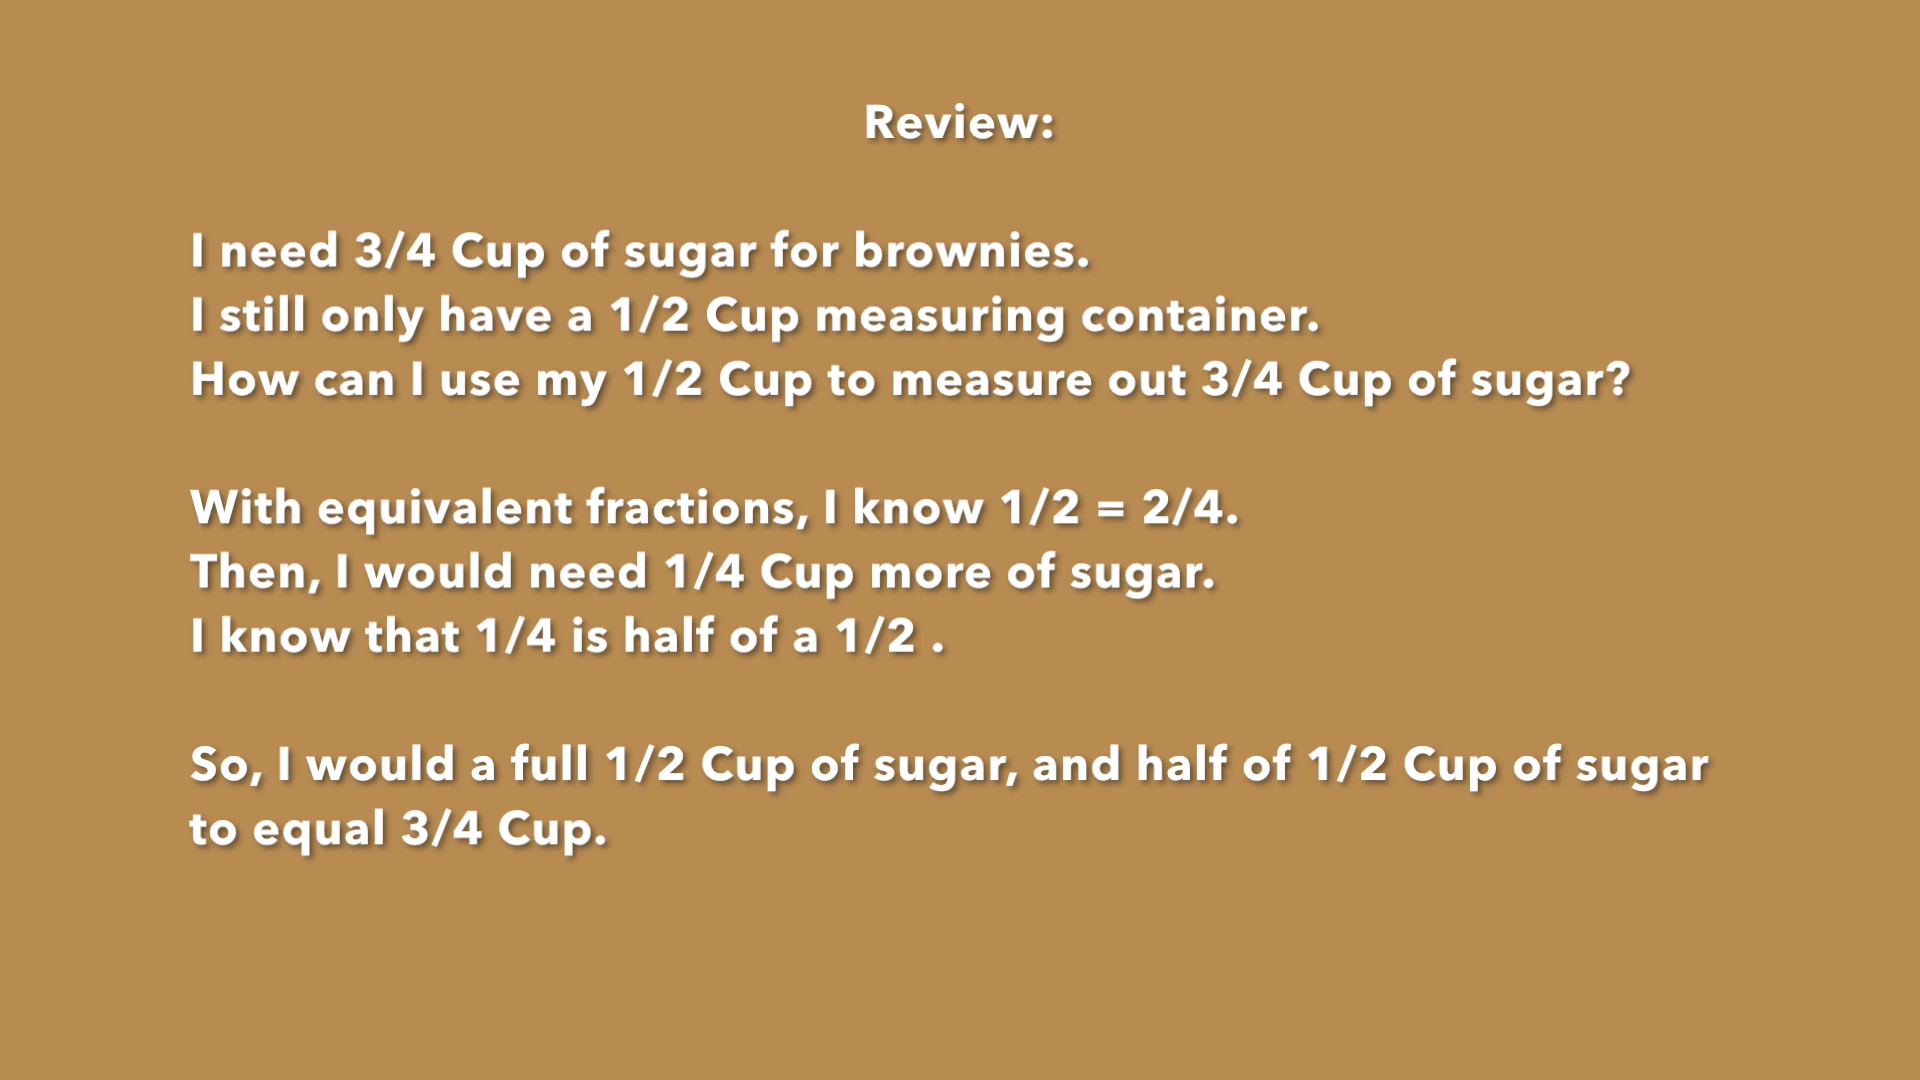 Review:
I need 3/4 Cup of sugar for brownies.
I still only have a 1/2 Cup measuring container.
How can I use my 1/2 Cup to measure out 3/4 Cup of sugar?
With equivalent fractions, I know 1/2 = 2/4.
Then, I would need 1/4 Cup more of sugar.
I know that 1/4 is half of a 1/2 .
So, I would a full 1/2 Cup of sugar, and half of 1/2 Cup of sugar
to equal 3/4 Cup.